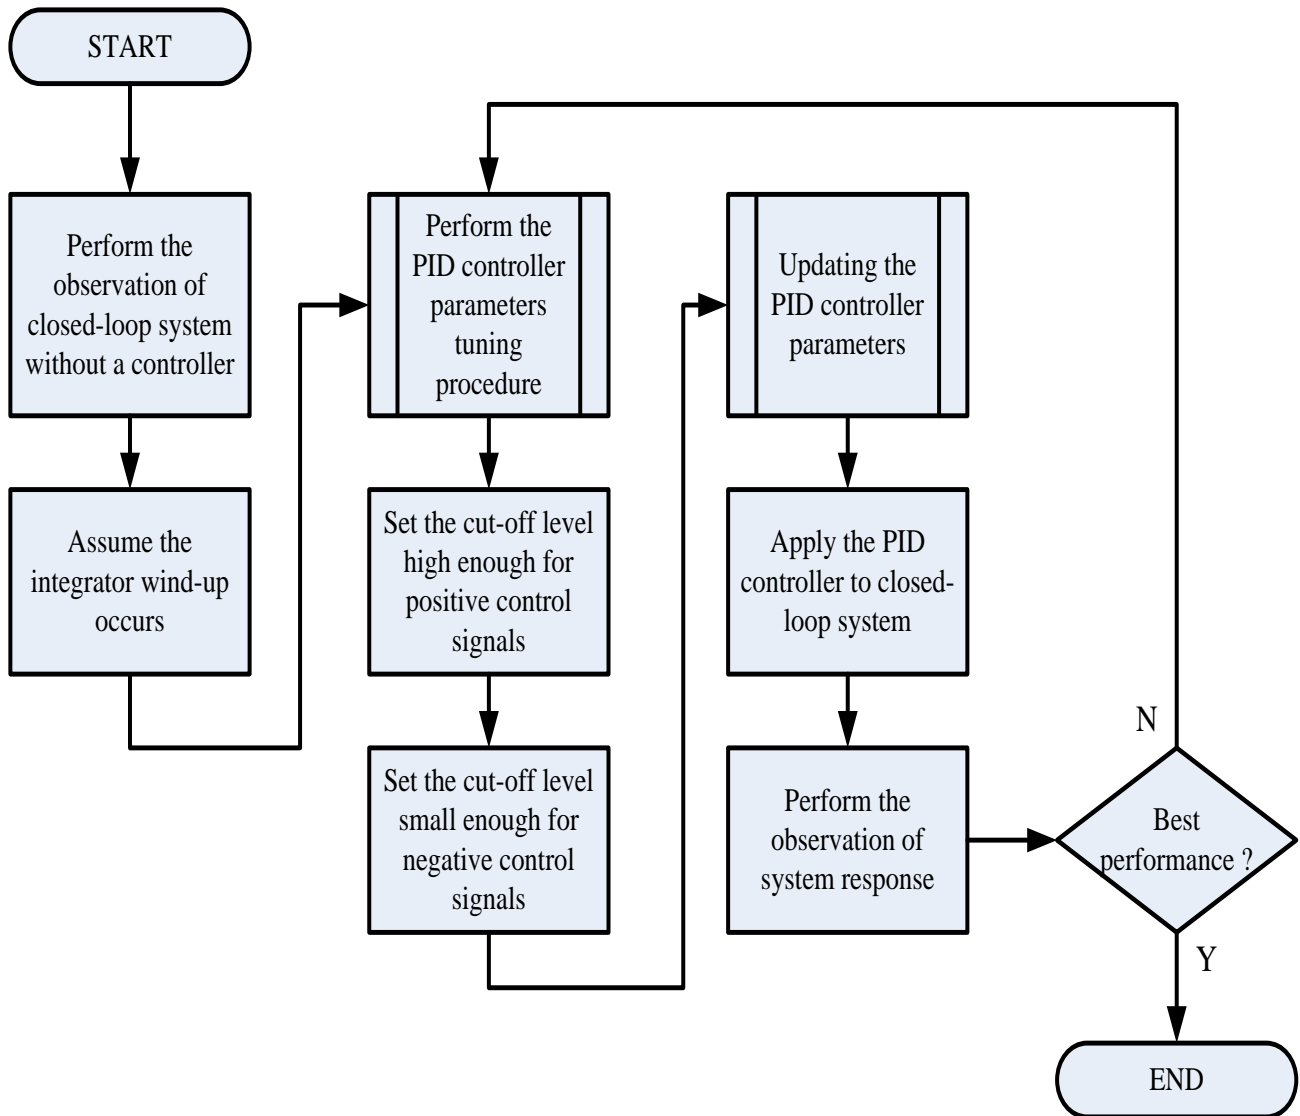 START
Perform the
observation of
closed-loop system
without a controller
Assume the
integrator wind-up
occurs
Perform the
PID controller
parameters
tuning
procedure
Set the cut-off level
high enough for
positive control
signals
Set the cut-off level
small enough for
negative control
signals
Updating the
PID controller
parameters
Apply the PID
controller to closed-
loop system
Perform the
observation of
system response
Best
performance ?
N
Y
END